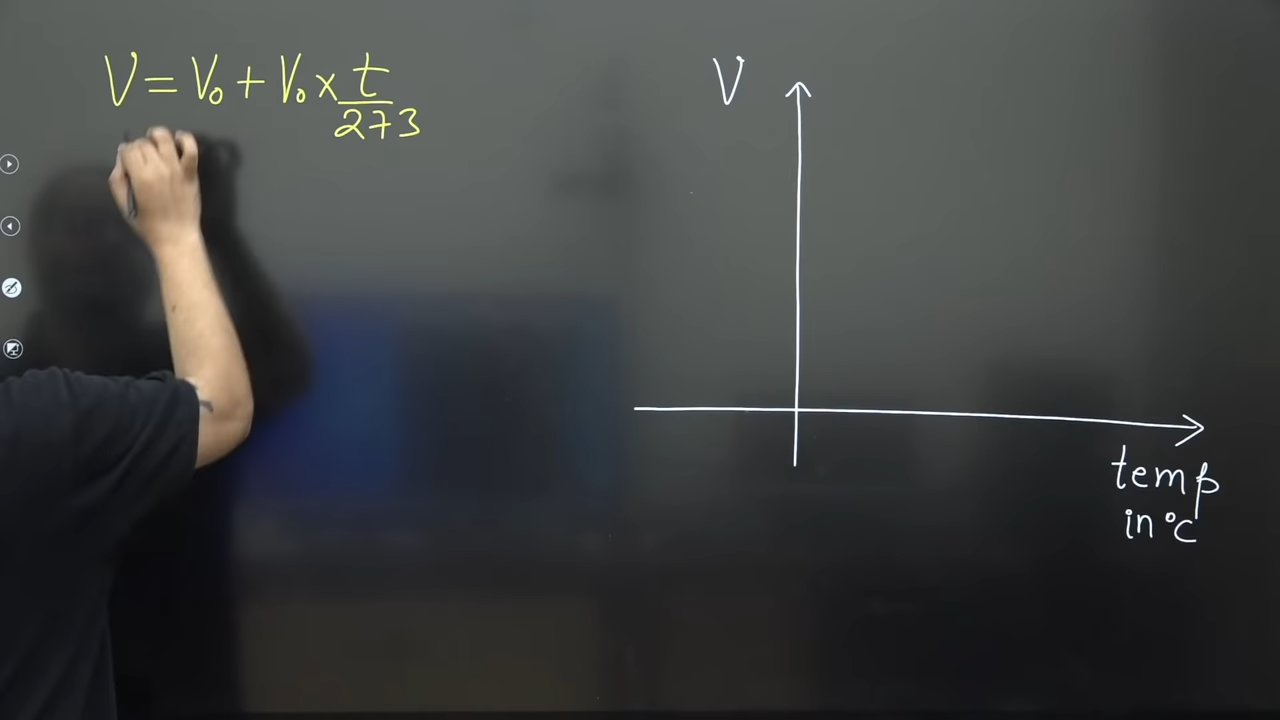 V = V₀ + V₀ × t/273
V
temp
in °C